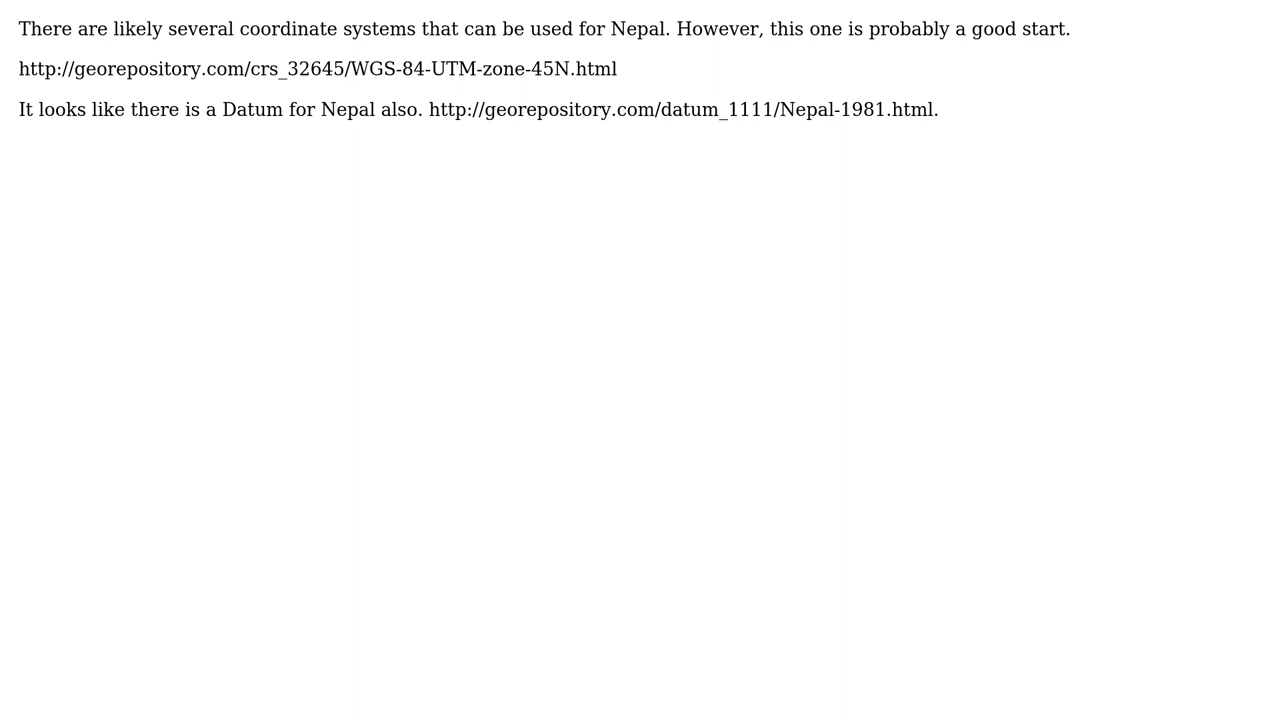 There are likely several coordinate systems that can be used for Nepal. However, this one is probably a good start.
http://georepository.com/crs_32645/WGS-84-UTM-zone-45N.html
It looks like there is a Datum for Nepal also. http://georepository.com/datum_1111/Nepal-1981.html.